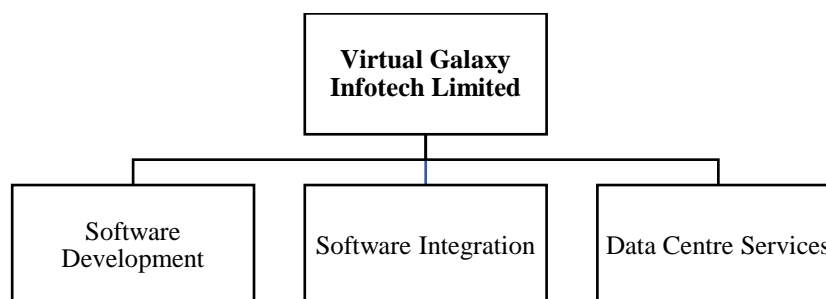 Virtual Galaxy
Infotech Limited
Software
Development
Software Integration
Data Centre Services